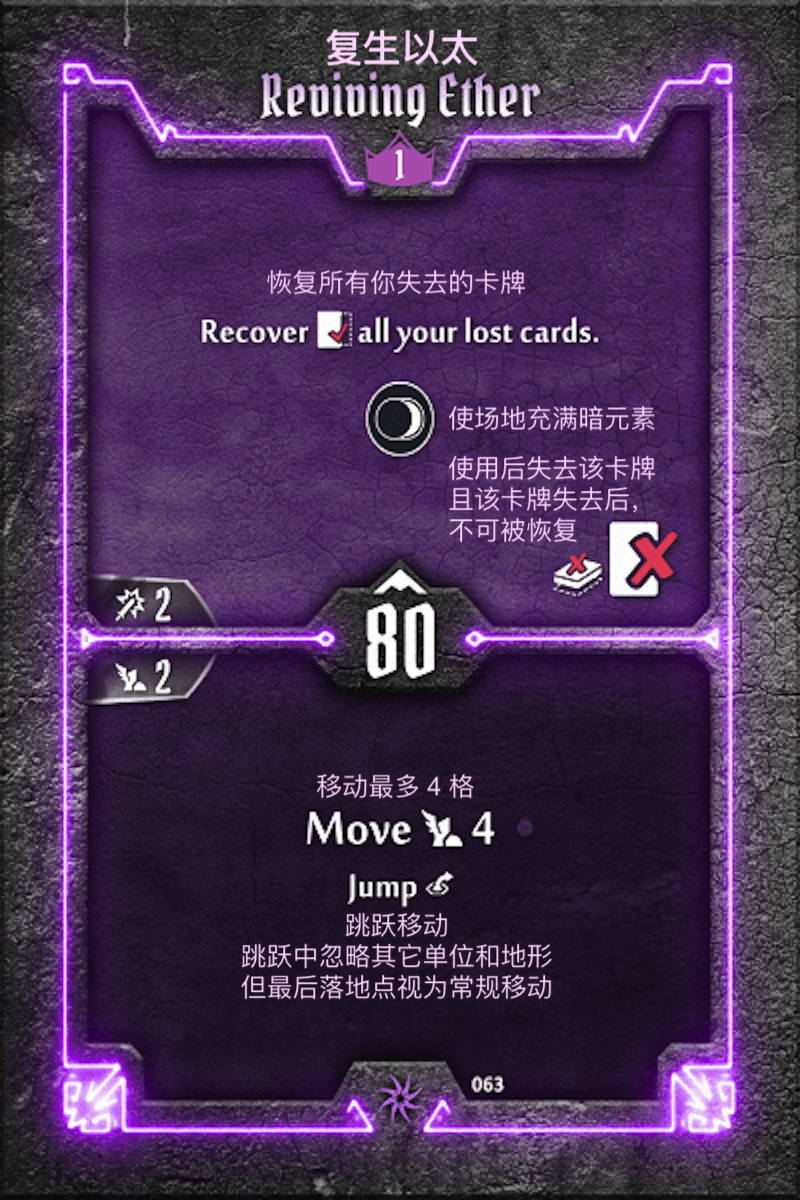 复生以太
Reviving Ether
1
恢复所有你失去的卡牌
Recover all your lost cards.
使场地充满暗元素
使用后失去该卡牌
且该卡牌失去后，
不可被恢复
2
80
2
移动最多 4 格
Move 4
Jump
跳跃移动
跳跃中忽略其它单位和地形
但最后落地点视为常规移动
063